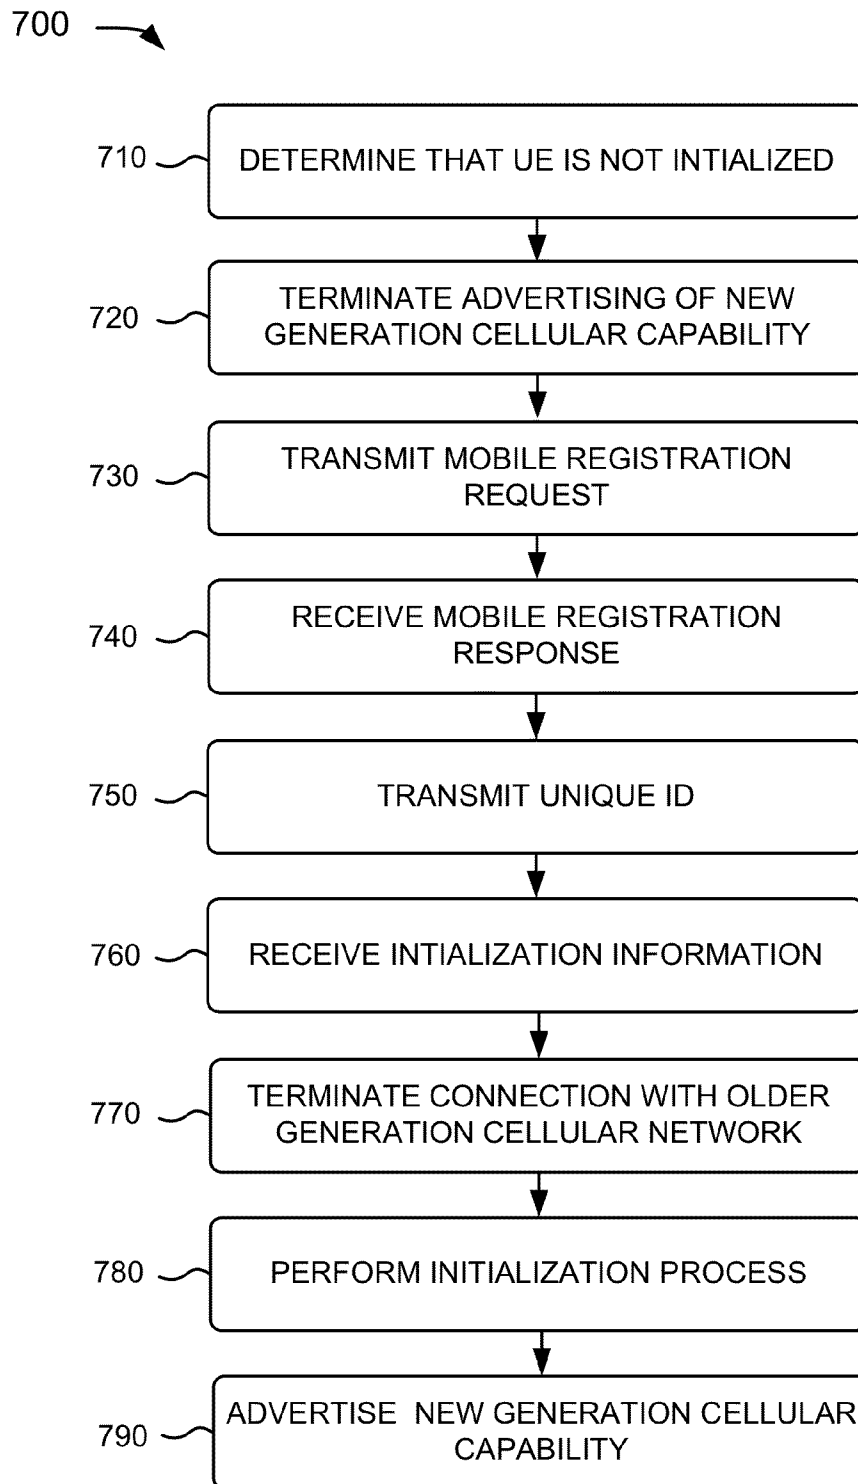 700
710
DETERMINE THAT UE IS NOT INTIALIZED
720
TERMINATE ADVERTISING OF NEW
GENERATION CELLULAR CAPABILITY
730
TRANSMIT MOBILE REGISTRATION
REQUEST
740
RECEIVE MOBILE REGISTRATION
RESPONSE
750
TRANSMIT UNIQUE ID
760
RECEIVE INTIALIZATION INFORMATION
770
TERMINATE CONNECTION WITH OLDER
GENERATION CELLULAR NETWORK
780
PERFORM INITIALIZATION PROCESS
790
ADVERTISE NEW GENERATION CELLULAR
CAPABILITY